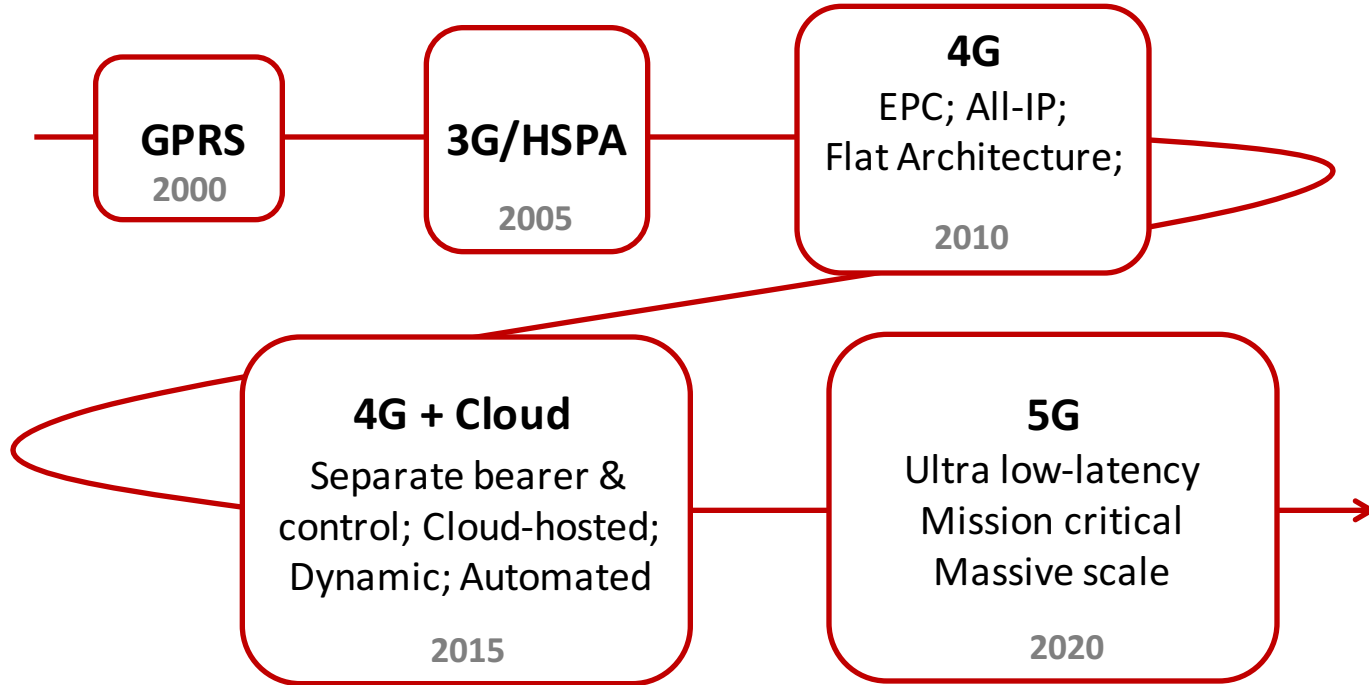 GPRS
2000
3G/HSPA
2005
4G
EPC; All-IP;
Flat Architecture;
2010
4G + Cloud
Separate bearer &
control; Cloud-hosted;
Dynamic; Automated
2015
5G
Ultra low-latency
Mission critical
Massive scale
2020